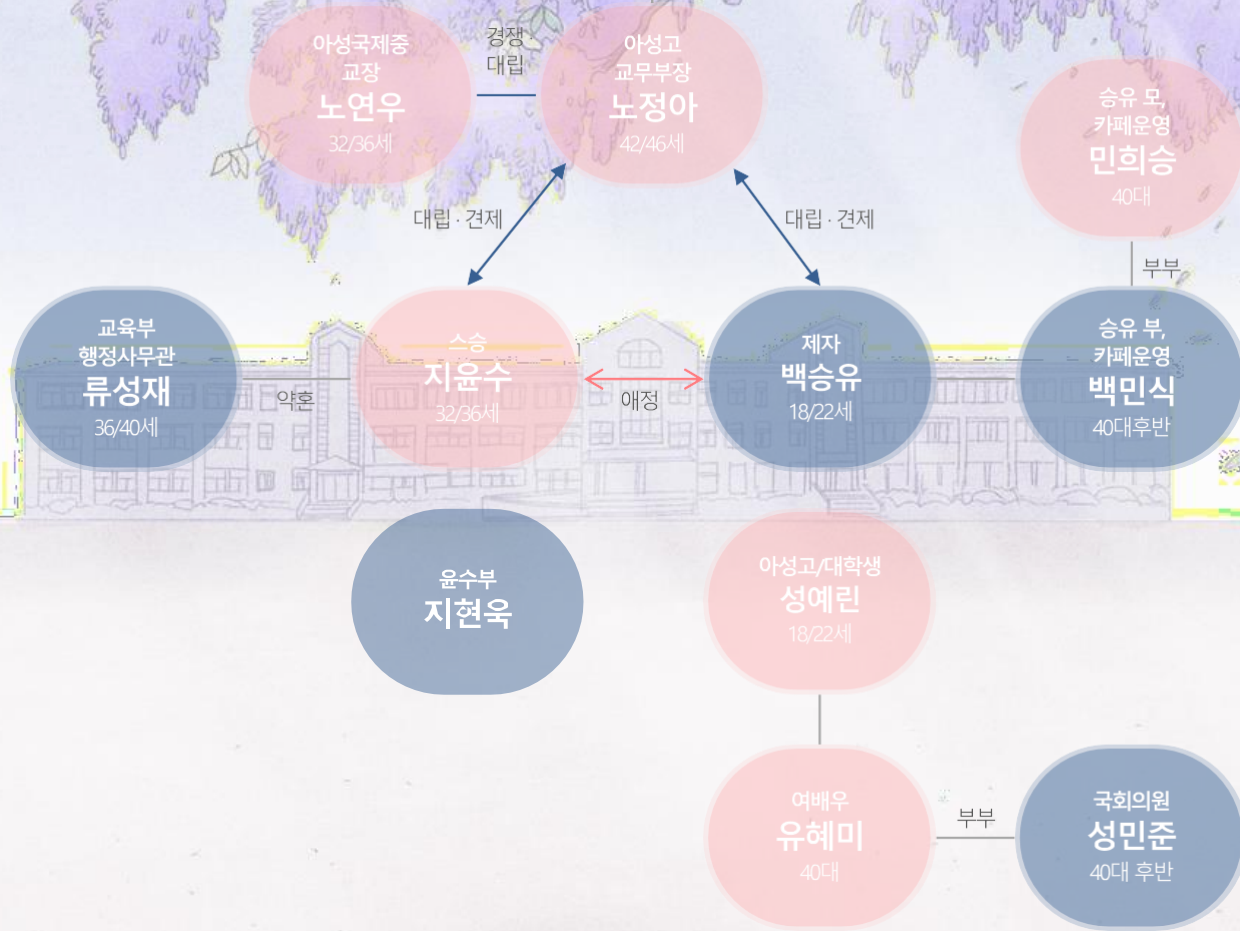 아성국제중
교장
노연우
32/36세
경쟁
대립
아성고
교무부장
노정아
42/46세
승유 모,
카페운영
민희승
40대
대립 · 견제
대립 · 견제
부부
교육부
행정사무관
류성재
36/40세
약혼
스승
지윤수
32/36세
애정
제자
백승유
18/22세
승유 부,
카페운영
백민식
40대후반
윤수부
지현욱
아성고/대학생
성예린
18/22세
여배우
유혜미
40대
부부
국회의원
성민준
40대 후반